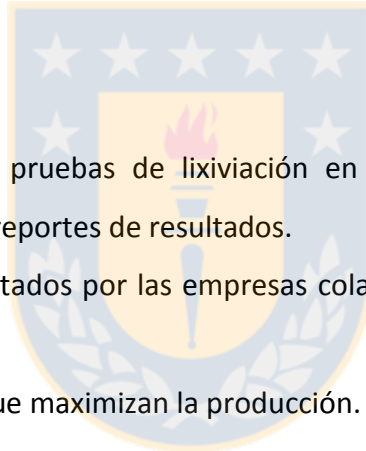 pruebas de lixiviación en
reportes de resultados.
tados por las empresas cola
ue maximizan la producción.